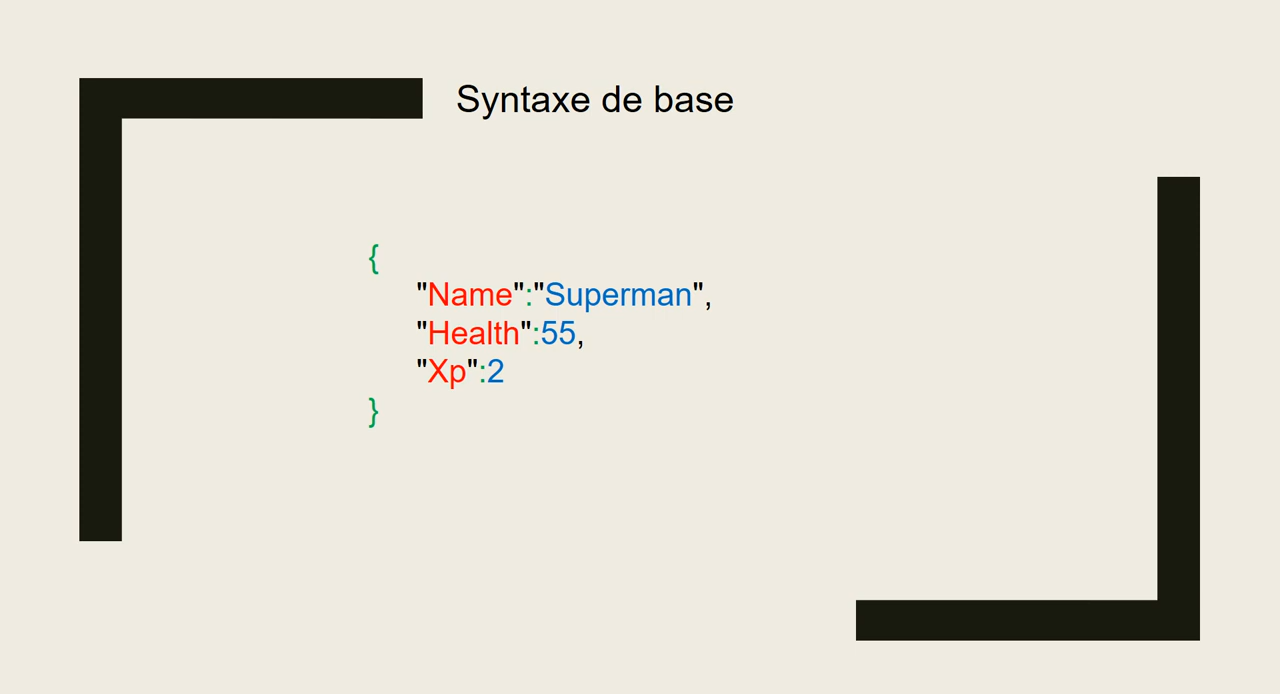 Syntaxe de base
{
"Name":"Superman",
"Health":55,
"Xp":2
}